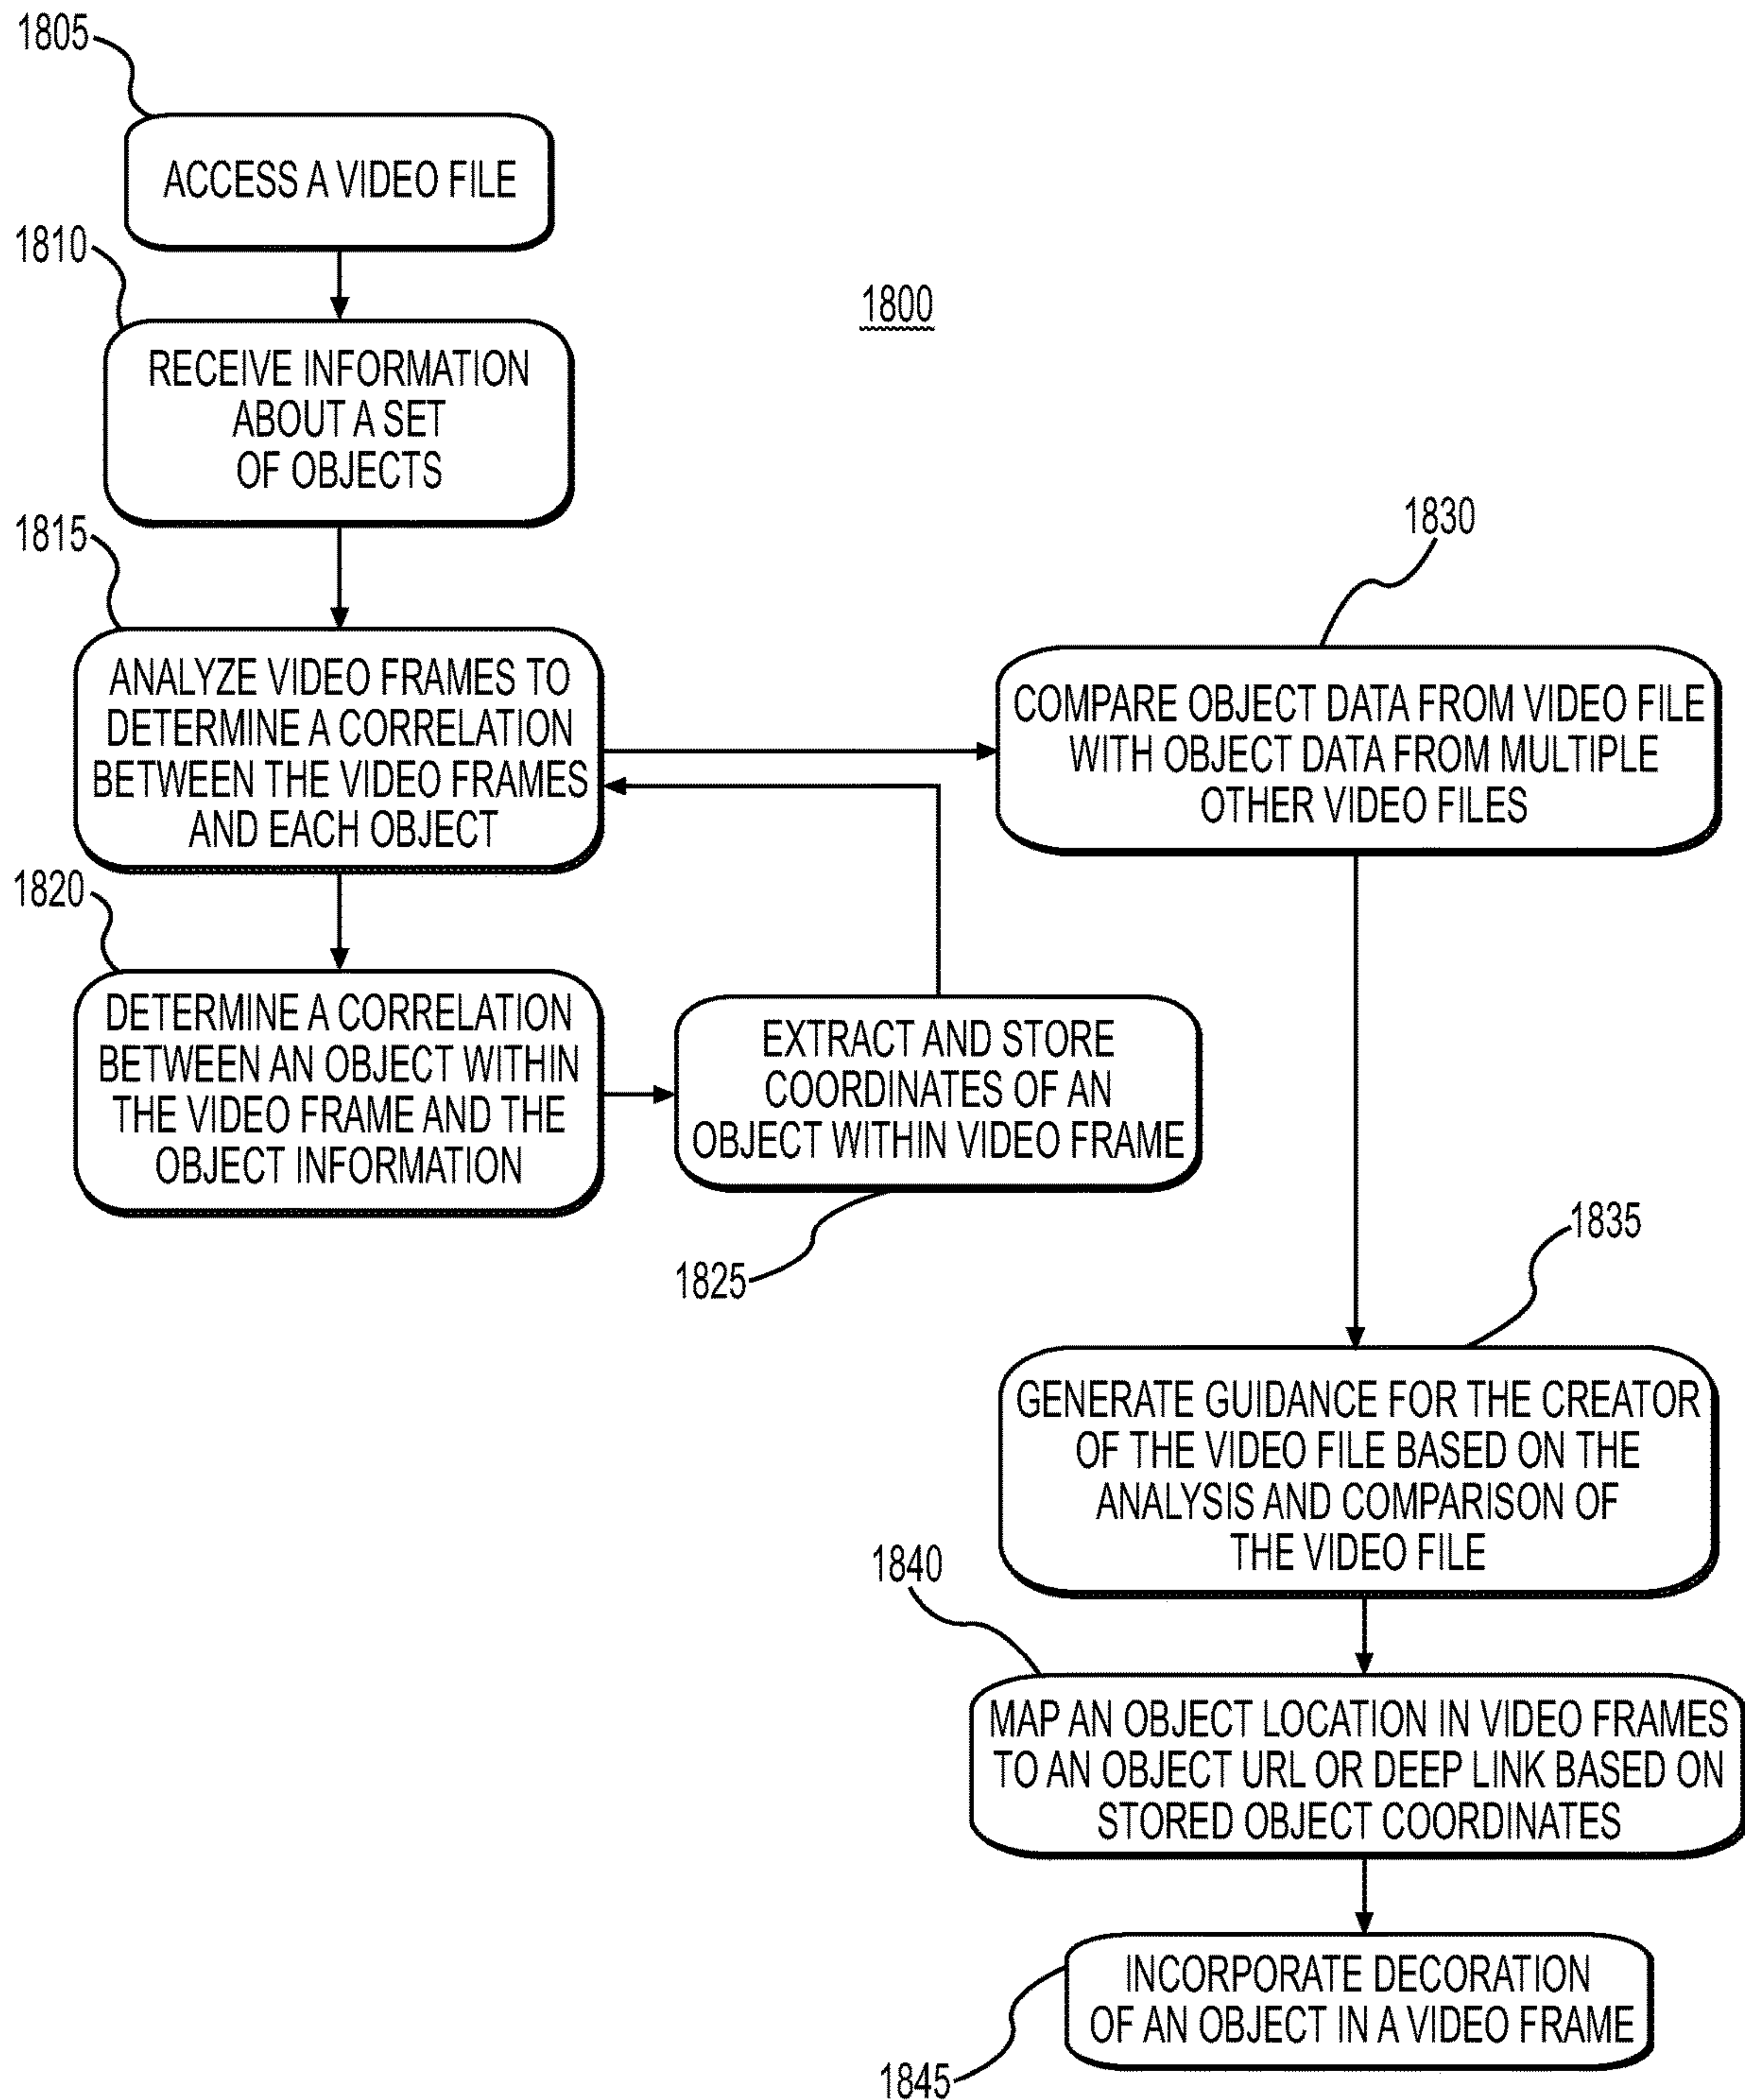 1805
ACCESS A VIDEO FILE
1810
1800
RECEIVE INFORMATION
ABOUT A SET
OF OBJECTS
1815
ANALYZE VIDEO FRAMES TO
DETERMINE A CORRELATION
BETWEEN THE VIDEO FRAMES
AND EACH OBJECT
1830
COMPARE OBJECT DATA FROM VIDEO FILE
WITH OBJECT DATA FROM MULTIPLE
OTHER VIDEO FILES
1820
DETERMINE A CORRELATION
BETWEEN AN OBJECT WITHIN
THE VIDEO FRAME AND THE
OBJECT INFORMATION
EXTRACT AND STORE
COORDINATES OF AN
OBJECT WITHIN VIDEO FRAME
1825
1835
GENERATE GUIDANCE FOR THE CREATOR
OF THE VIDEO FILE BASED ON THE
ANALYSIS AND COMPARISON OF
THE VIDEO FILE
1840
MAP AN OBJECT LOCATION IN VIDEO FRAMES
TO AN OBJECT URL OR DEEP LINK BASED ON
STORED OBJECT COORDINATES
INCORPORATE DECORATION
OF AN OBJECT IN A VIDEO FRAME
1845